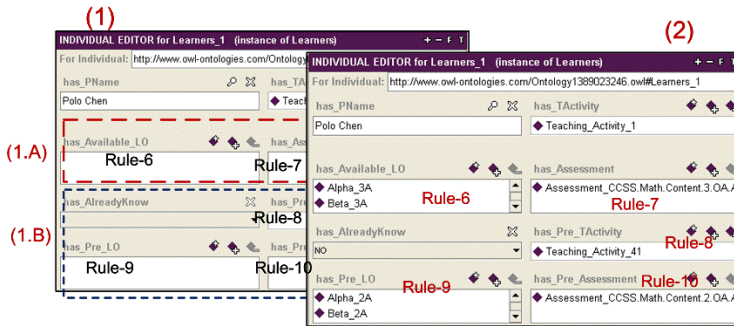 (1)
(2)
INDIVIDUAL EDITOR for Learners_1 (instance of Learners) + − F T
For Individual: http://www.owl-ontologies.com/Ontology
has_PName has_TA
Polo Chen Teach
(1.A)
has_Available_LO has_As
Rule-6 Rule-7
(1.B)
has_AlreadyKnow has_Pre
Rule-8
has_Pre_LO has_Pre
Rule-9 Rule-10
INDIVIDUAL EDITOR for Learners_1 (instance of Learners) + − F T
For Individual: http://www.owl-ontologies.com/Ontology1389023246.owl#Learners_1
has_PName has_TActivity
Polo Chen Teaching_Activity_1
has_Available_LO has_Assessment
Alpha_3A Assessment_CCSS.Math.Content.3.OA.A
Beta_3A Rule-6 Rule-7
has_AlreadyKnow has_Pre_TActivity
NO Teaching_Activity_41 Rule-8
has_Pre_LO Rule-9 has_Pre_Assessment Rule-10
Alpha_2A Assessment_CCSS.Math.Content.2.OA.A
Beta_2A